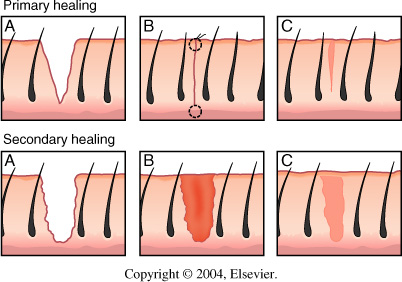 Primary healing
A
B
C
Secondary healing
A
B
C
Copyright © 2004, Elsevier.